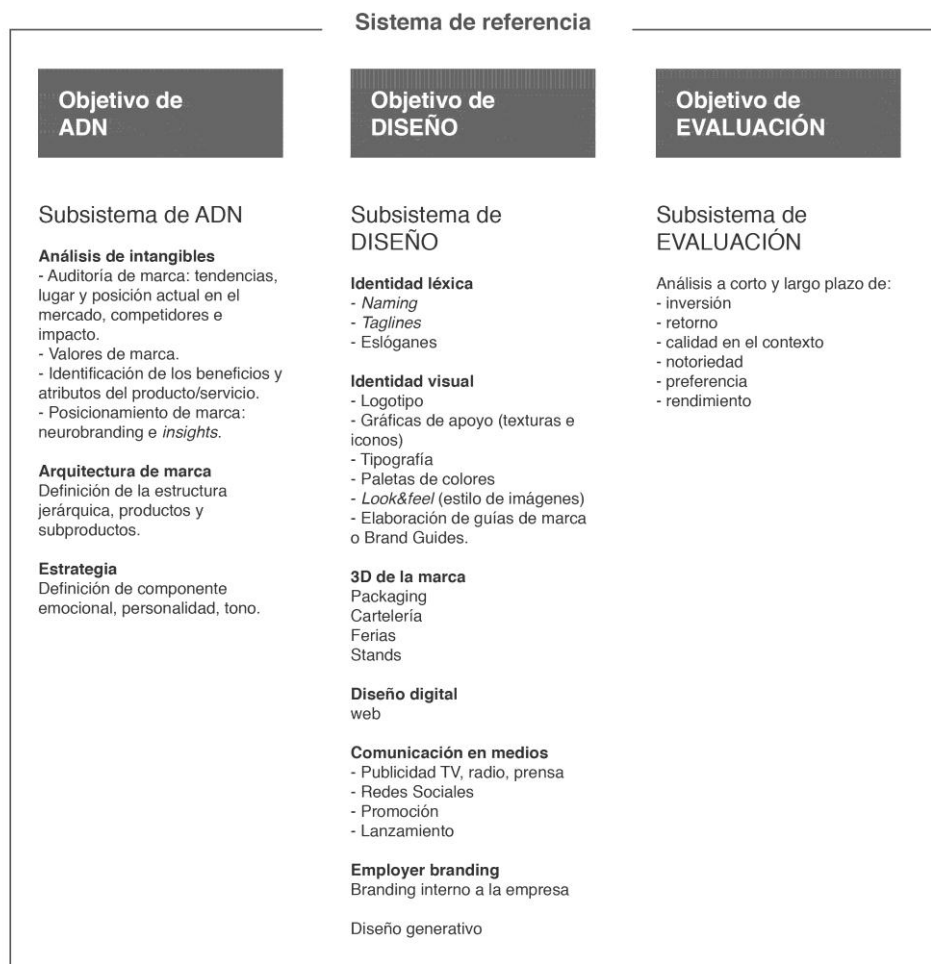 Sistema de referencia
Objetivo de
ADN
Subsistema de ADN
Análisis de intangibles
- Auditoría de marca: tendencias,
lugar y posición actual en el
mercado, competidores e
impacto.
- Valores de marca.
- Identificación de los beneficios y
atributos del producto/servicio.
- Posicionamiento de marca:
neurobranding e insights.
Arquitectura de marca
Definición de la estructura
jerárquica, productos y
subproductos.
Estrategia
Definición de componente
emocional, personalidad, tono.
Objetivo de
DISEÑO
Subsistema de
DISEÑO
Identidad léxica
- Naming
- Taglines
- Eslóganes
Identidad visual
- Logotipo
- Gráficas de apoyo (texturas e
iconos)
- Tipografía
- Paletas de colores
- Look&feel (estilo de imágenes)
- Elaboración de guías de marca
o Brand Guides.
3D de la marca
Packaging
Cartelería
Ferias
Stands
Diseño digital
web
Comunicación en medios
- Publicidad TV, radio, prensa
- Redes Sociales
- Promoción
- Lanzamiento
Employer branding
Branding interno a la empresa
Diseño generativo
Objetivo de
EVALUACIÓN
Subsistema de
EVALUACIÓN
Análisis a corto y largo plazo de:
- inversión
- retorno
- calidad en el contexto
- notoriedad
- preferencia
- rendimiento